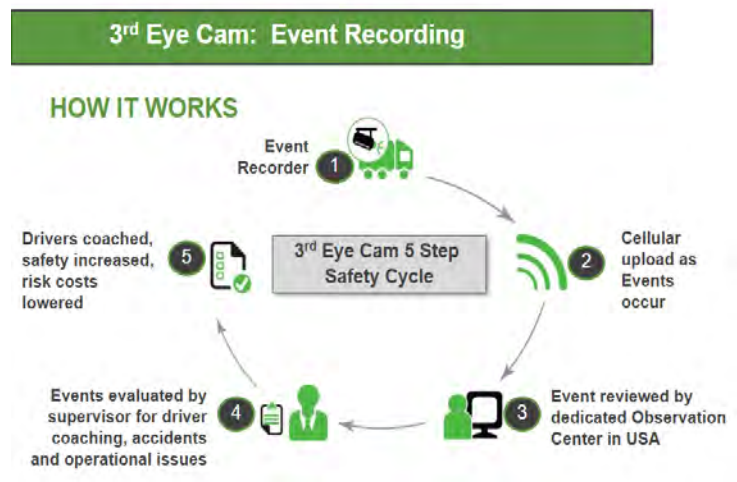 3rd Eye Cam: Event Recording
HOW IT WORKS
Event
Recorder
1
Cellular
upload as
Events
occur
2
Event reviewed by
dedicated Observation
Center in USA
3
Events evaluated by
supervisor for driver
coaching, accidents
and operational issues
4
Drivers coached,
safety increased,
risk costs
lowered
5
3rd Eye Cam 5 Step
Safety Cycle